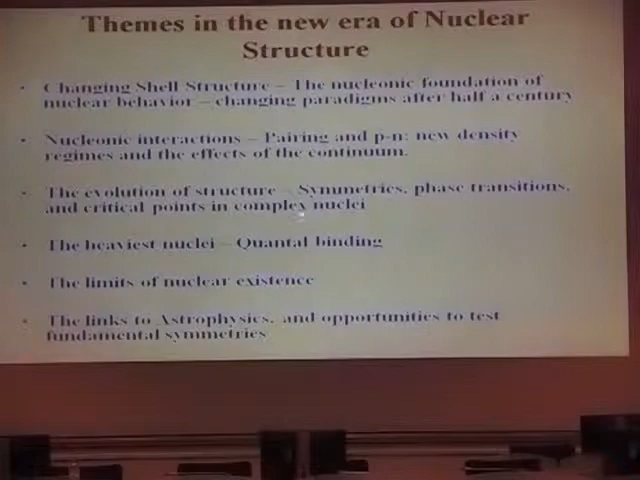 Themes in the new era of Nuclear
Structure
• Changing Shell Structure – The nucleonic foundation of
nuclear behavior – changing paradigms after half a century
• Nucleonic interactions – Pairing and p-n: new density
regimes and the effects of the continuum.
• The evolution of structure – Symmetries, phase transitions,
and critical points in complex nuclei
• The heaviest nuclei – Quantal binding
• The limits of nuclear existence
• The links to Astrophysics, and opportunities to test
fundamental symmetries